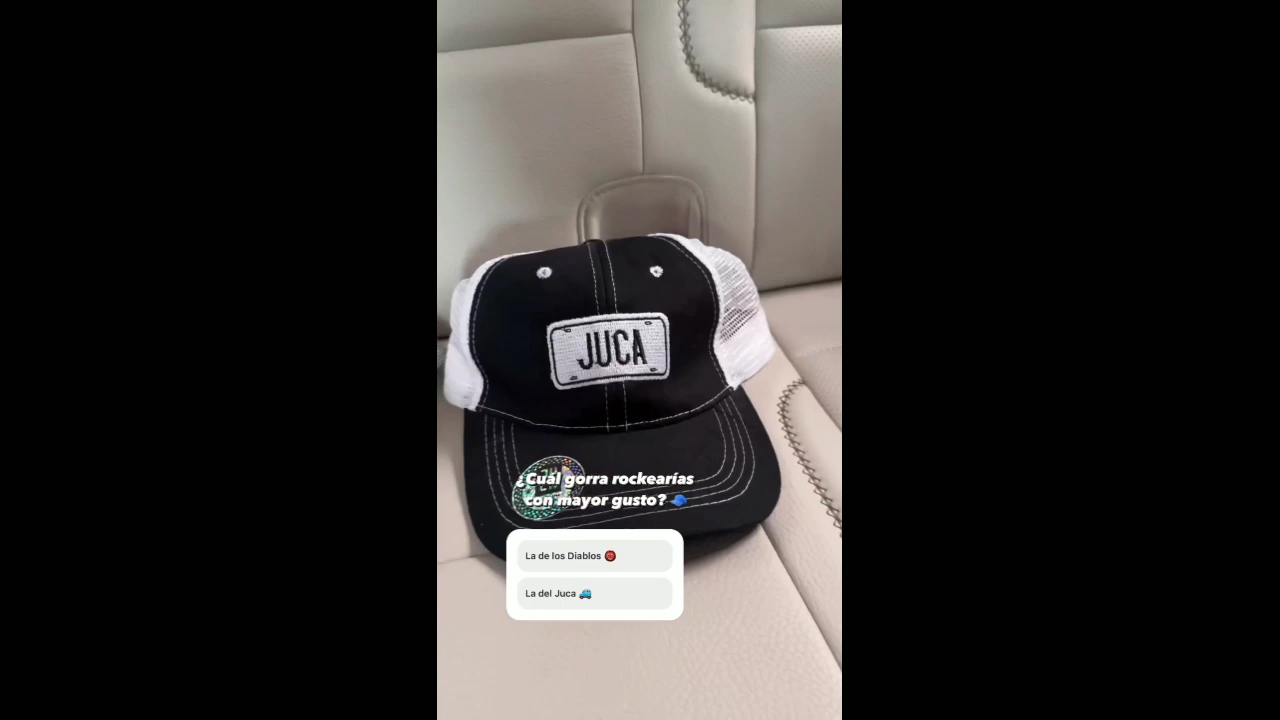 JUCA
¿Cuál gorra rockearías
con mayor gusto? 🧢
La de los Diablos 👹
La del Juca 🚙